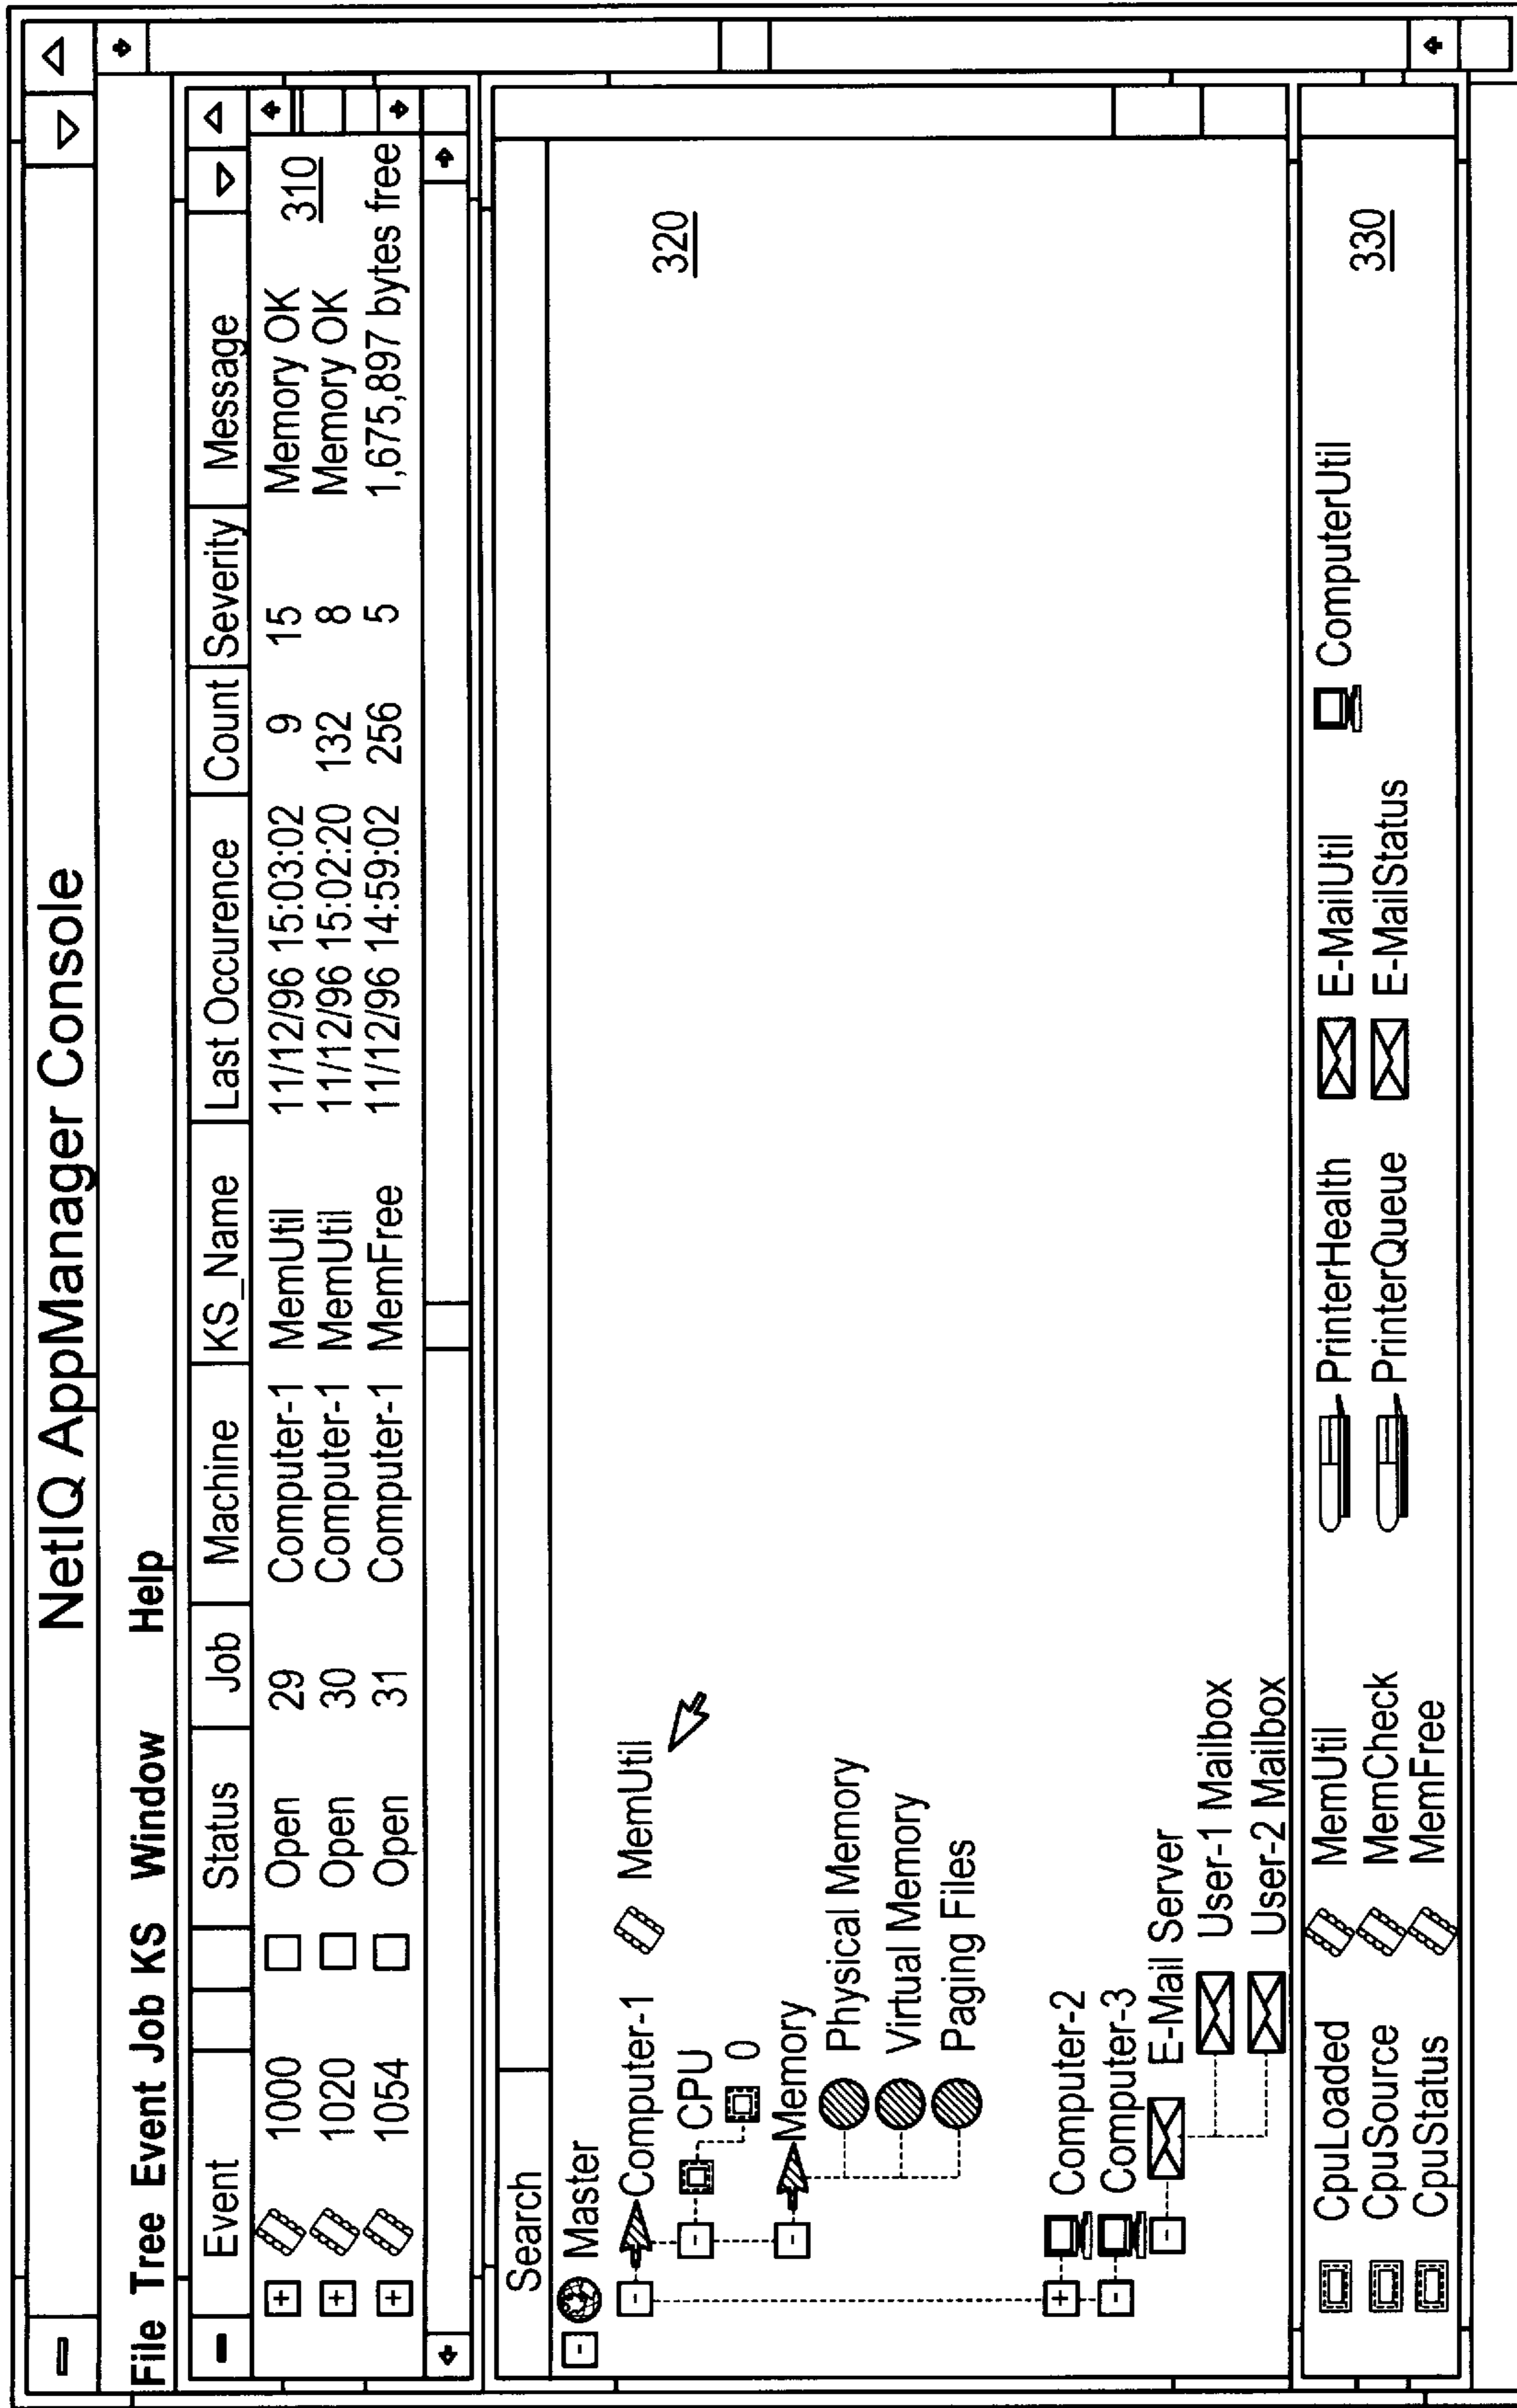 NetIQ AppManager Console
File Tree Event Job KS Window Help
Event Status Job Machine KS_Name Last Occurence Count Severity Message
1000 Open 29 Computer-1 MemUtil 11/12/96 15:03:02 9 15 Memory OK
1020 Open 30 Computer-1 MemUtil 11/12/96 15:02:20 132 8 Memory OK
1054 Open 31 Computer-1 MemFree 11/12/96 14:59:02 256 5 1,675,897 bytes free
310
Search
Master
Computer-1 MemUtil
320
CPU
0
Memory
Physical Memory
Virtual Memory
Paging Files
Computer-2
Computer-3
E-Mail Server
User-1 Mailbox
User-2 Mailbox
CpuLoaded MemUtil PrinterHealth E-MailUtil ComputerUtil
CpuSource MemCheck PrinterQueue E-MailStatus
CpuStatus MemFree
330